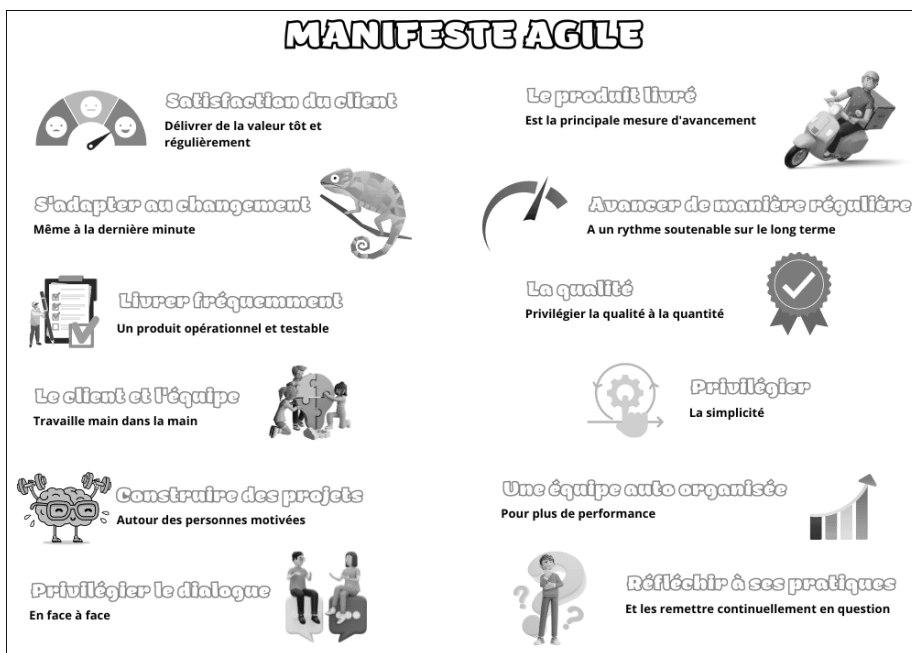 MANIFESTE AGILE
Satisfaction du client
Délivrer de la valeur tôt et
régulièrement
S'adapter au changement
Même à la dernière minute
Livrer fréquemment
Un produit opérationnel et testable
Le client et l'équipe
Travaille main dans la main
Construire des projets
Autour des personnes motivées
Privilégier le dialogue
En face à face
Le produit livré
Est la principale mesure d'avancement
Avancer de manière régulière
A un rythme soutenable sur le long terme
La qualité
Privilégier la qualité à la quantité
Privilégier
La simplicité
Une équipe auto organisée
Pour plus de performance
Réfléchir à ses pratiques
Et les remettre continuellement en question